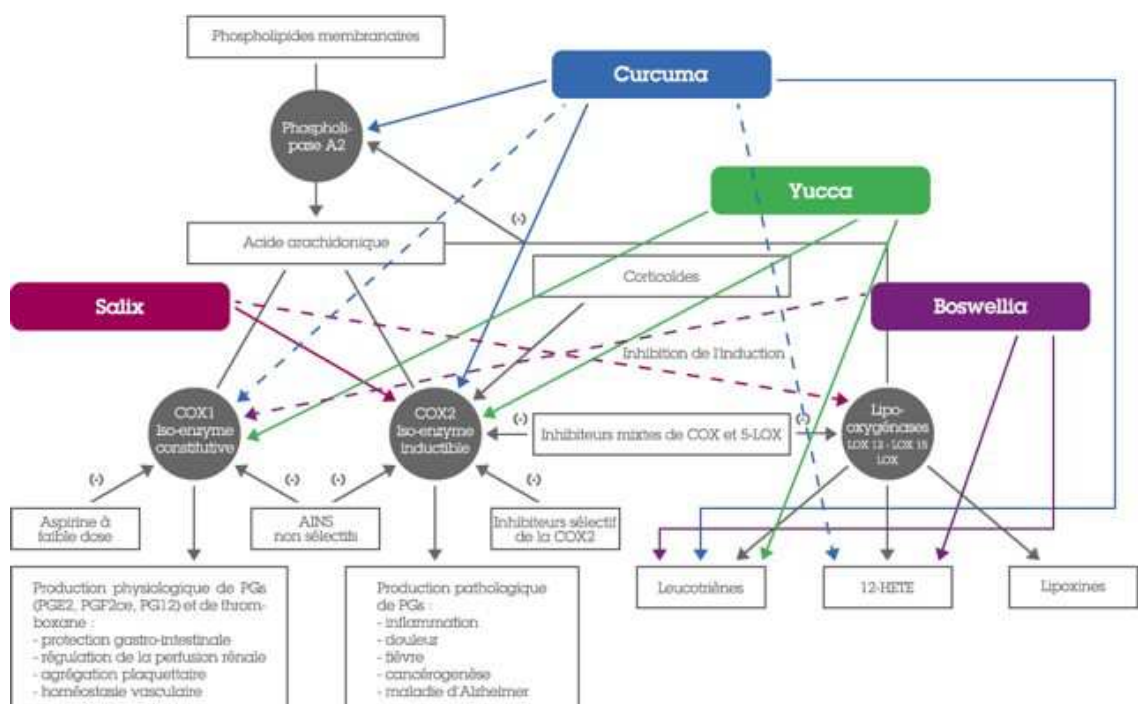 Phospholipides membranaires
Curcuma
Phospholi-
pase A2
Yucca
(-)
Acide arachidonique
Corticoïdes
Salix
Boswellia
Inhibition de l'induction
COX1
Iso-enzyme
constitutive
COX2
Iso-enzyme
inductible
(-)
Inhibiteurs mixtes de COX et 5-LOX
(-)
Lipo-
oxygénases
LOX 12 - LOX 15
LOX
(-)
(-)
(-)
(-)
Aspirine à
faible dose
AINS
non sélectifs
Inhibiteurs sélectif
de la COX2
Production physiologique de PGs
(PGE2, PGF2ce, PG12) et de throm-
boxane :
- protection gastro-intestinale
- régulation de la perfusion rénale
- agrégation plaquettaire
- homéostasie vasculaire
Production pathologique
de PGs :
- inflammation
- douleur
- fièvre
- cancérogenèse
- maladie d'Alzheimer
Leucotriènes
12-HETE
Lipoxines